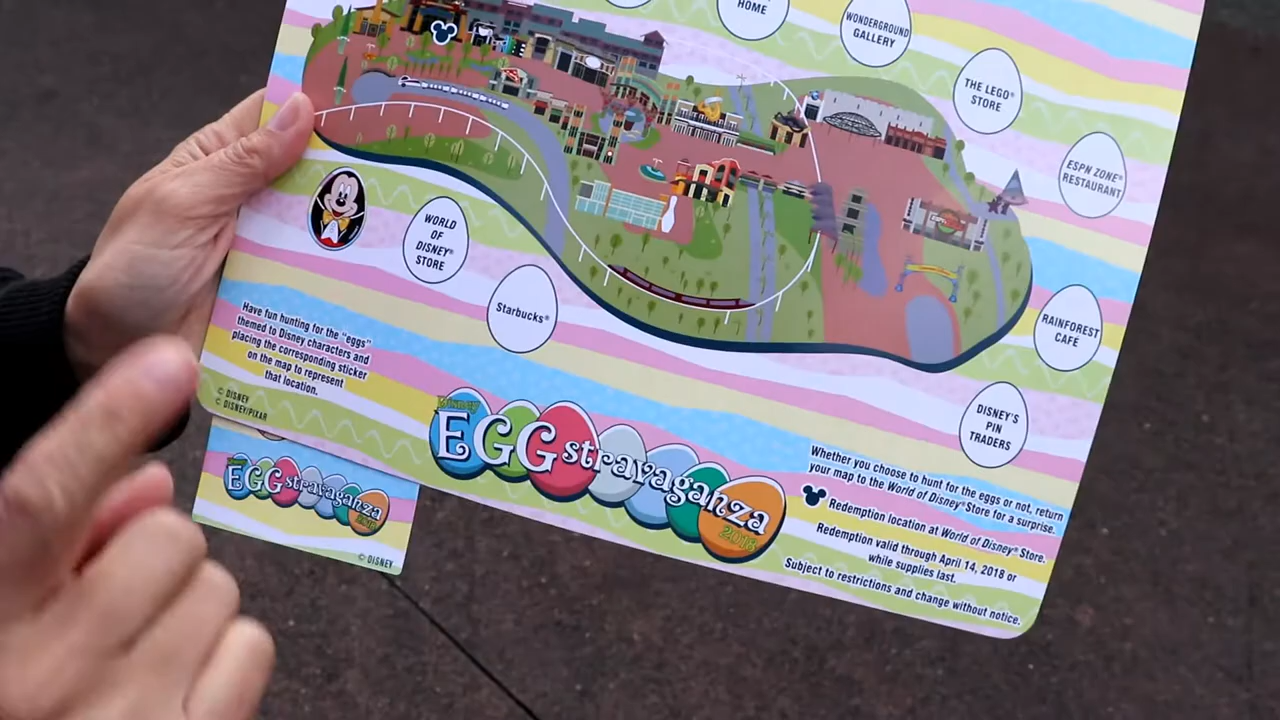 HOME
WONDERGROUND
GALLERY
THE LEGO®
STORE
ESPN ZONE®
RESTAURANT
WORLD
OF
DISNEY®
STORE
Starbucks®
RAINFOREST
CAFE
DISNEY'S
PIN
TRADERS
Have fun hunting for the "eggs"
themed to Disney characters and
placing the corresponding sticker
on the map to represent
that location.
© DISNEY
© DISNEY/PIXAR
Disney
EGGstravaganza
2018
Whether you choose to hunt for the eggs or not, return
your map to the World of Disney® Store for a surprise.
Redemption location at World of Disney® Store.
Redemption valid through April 14, 2018 or
while supplies last.
Subject to restrictions and change without notice.
Disney
EGGstravaganza
2018
© DISNEY